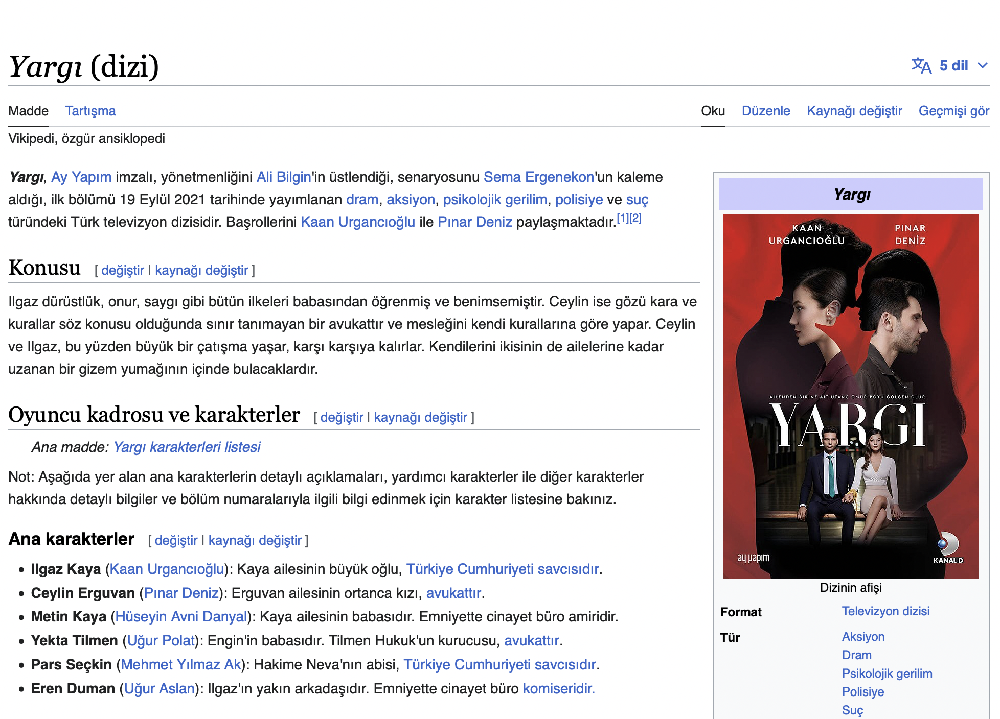 Yargı (dizi)
5 dil
Madde Tartışma
Oku Düzenle Kaynağı değiştir Geçmişi gör
Vikipedi, özgür ansiklopedi
Yargı, Ay Yapım imzalı, yönetmenliğini Ali Bilgin'in üstlendiği, senaryosunu Sema Ergenekon'un kaleme
aldığı, ilk bölümü 19 Eylül 2021 tarihinde yayımlanan dram, aksiyon, psikolojik gerilim, polisiye ve suç
türündeki Türk televizyon dizisidir. Başrollerini Kaan Urgancıoğlu ile Pınar Deniz paylaşmaktadır.[1][2]
Konusu [ değiştir | kaynağı değiştir ]
Ilgaz dürüstlük, onur, saygı gibi bütün ilkeleri babasından öğrenmiş ve benimsemiştir. Ceylin ise gözü kara ve
kurallar söz konusu olduğunda sınır tanımayan bir avukattır ve mesleğini kendi kurallarına göre yapar. Ceylin
ve Ilgaz, bu yüzden büyük bir çatışma yaşar, karşı karşıya kalırlar. Kendilerini ikisinin de ailelerine kadar
uzanan bir gizem yumağının içinde bulacaklardır.
Oyuncu kadrosu ve karakterler [ değiştir | kaynağı değiştir ]
Ana madde: Yargı karakterleri listesi
Not: Aşağıda yer alan ana karakterlerin detaylı açıklamaları, yardımcı karakterler ile diğer karakterler
hakkında detaylı bilgiler ve bölüm numaralarıyla ilgili bilgi edinmek için karakter listesine bakınız.
Ana karakterler [ değiştir | kaynağı değiştir ]
• Ilgaz Kaya (Kaan Urgancıoğlu): Kaya ailesinin büyük oğlu, Türkiye Cumhuriyeti savcısıdır.
• Ceylin Erguvan (Pınar Deniz): Erguvan ailesinin ortanca kızı, avukattır.
• Metin Kaya (Hüseyin Avni Danyal): Kaya ailesinin babasıdır. Emniyette cinayet büro amiridir.
• Yekta Tilmen (Uğur Polat): Engin'in babasıdır. Tilmen Hukuk'un kurucusu, avukattır.
• Pars Seçkin (Mehmet Yılmaz Ak): Hakime Neva'nın abisi, Türkiye Cumhuriyeti savcısıdır.
• Eren Duman (Uğur Aslan): Ilgaz'ın yakın arkadaşıdır. Emniyette cinayet büro komiseridir.
Yargı
KAAN URGANCIOĞLU
PINAR DENİZ
AİLENDEN BİRİNE AİT UTANÇ ÖMÜR BOYU GÖLGEN OLUR
YARGI
ay yapım
KANAL D
Dizinin afişi
Format Televizyon dizisi
Tür Aksiyon
Dram
Psikolojik gerilim
Polisiye
Suç